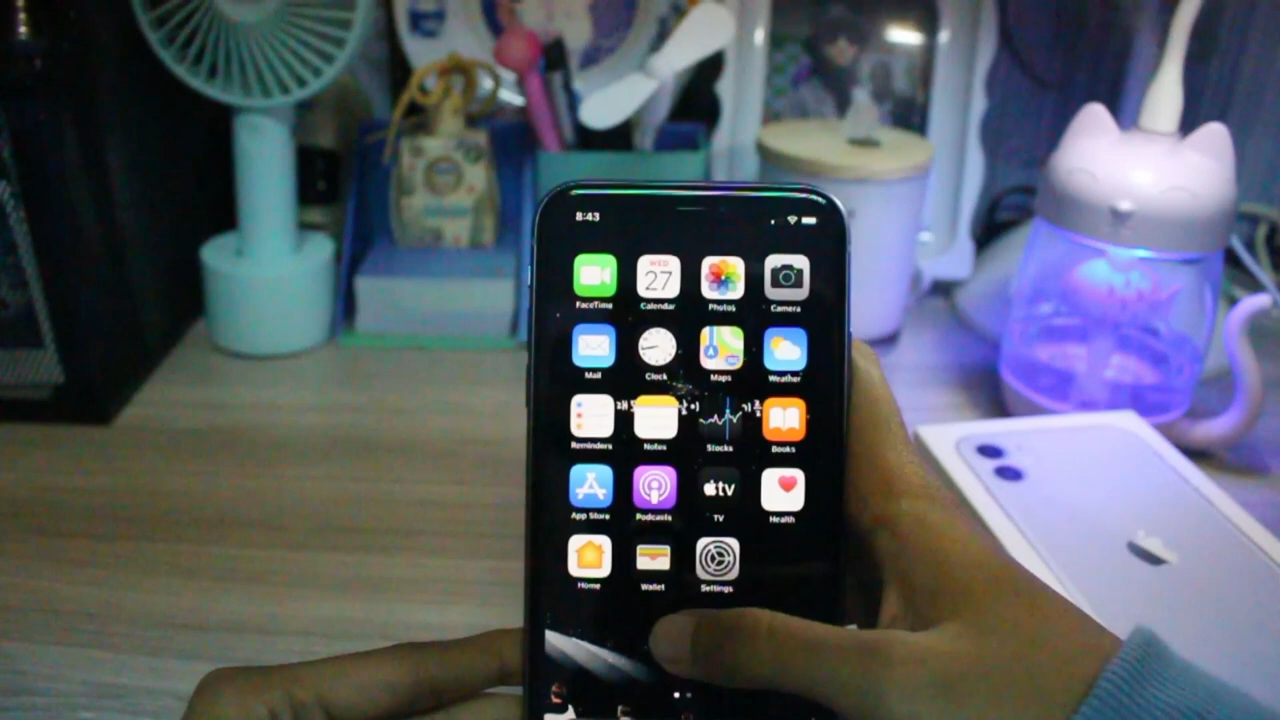 8:43
WED
27
FaceTime Calendar Photos Camera
Mail Clock Maps Weather
Reminders Notes Stocks Books
tv
App Store Podcasts TV Health
Home Wallet Settings